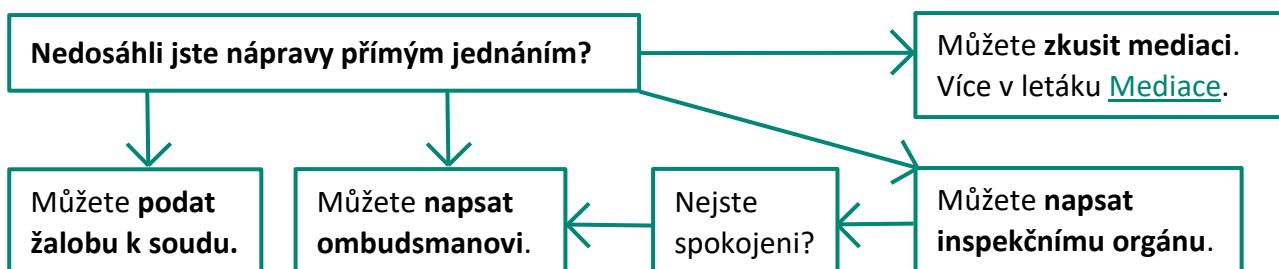 Nedosáhli jste nápravy přímým jednáním?
Můžete zkusit mediaci.
Více v letáku Mediace.
Můžete podat
žalobu k soudu.
Můžete napsat
ombudsmanovi.
Nejste
spokojeni?
Můžete napsat
inspekčnímu orgánu.